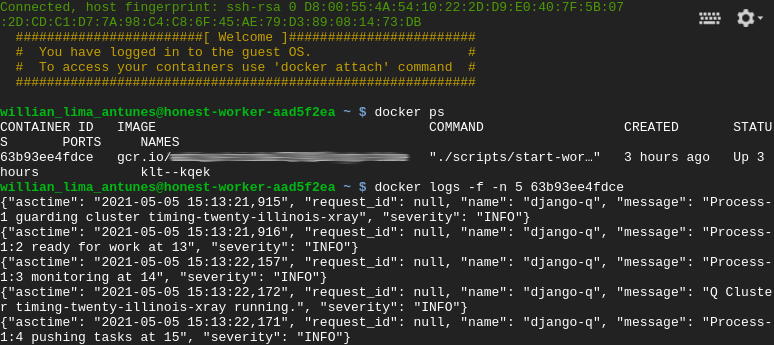 Connected, host fingerprint: ssh-rsa 0 D8:00:55:4A:54:10:22:2D:D9:E0:40:7F:5B:07
:2D:CD:C1:D7:7A:98:C4:C8:6F:45:AE:79:D3:89:08:14:73:DB
########################[ Welcome ]########################
#  You have logged in to the guest OS.                    #
#  To access your containers use 'docker attach' command  #
###########################################################
willian_lima_antunes@honest-worker-aad5f2ea ~ $ docker ps
CONTAINER ID   IMAGE                                  COMMAND                  CREATED       STATU
S       PORTS     NAMES
63b93ee4fdce   gcr.io/ "./scripts/start-wor…"   3 hours ago   Up 3
hours             klt--kqek
willian_lima_antunes@honest-worker-aad5f2ea ~ $ docker logs -f -n 5 63b93ee4fdce
{"asctime": "2021-05-05 15:13:21,915", "request_id": null, "name": "django-q", "message": "Process-
1 guarding cluster timing-twenty-illinois-xray", "severity": "INFO"}
{"asctime": "2021-05-05 15:13:21,916", "request_id": null, "name": "django-q", "message": "Process-
1:2 ready for work at 13", "severity": "INFO"}
{"asctime": "2021-05-05 15:13:22,157", "request_id": null, "name": "django-q", "message": "Process-
1:3 monitoring at 14", "severity": "INFO"}
{"asctime": "2021-05-05 15:13:22,172", "request_id": null, "name": "django-q", "message": "Q Cluste
r timing-twenty-illinois-xray running.", "severity": "INFO"}
{"asctime": "2021-05-05 15:13:22,171", "request_id": null, "name": "django-q", "message": "Process-
1:4 pushing tasks at 15", "severity": "INFO"}